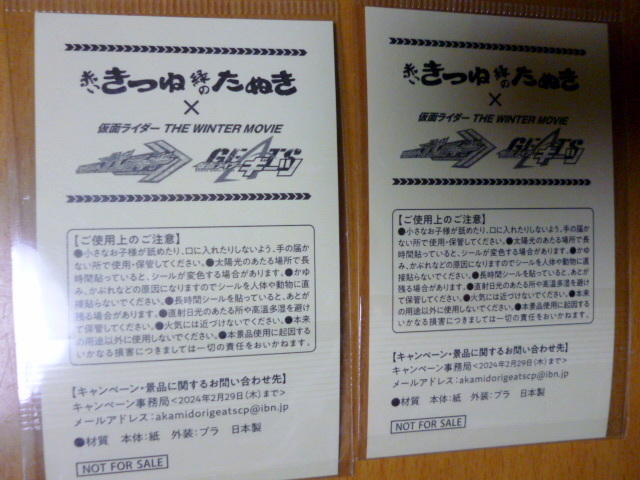 赤いきつね緑のたぬき
×
仮面ライダー THE WINTER MOVIE
GEATS
ギーツ
【ご使用上のご注意】
●小さなお子様が舐めたり、口に入れたりしないよう、手の届か
ない所で使用・保管してください。●太陽光のあたる場所で長
時間貼っていると、シールが変色する場合があります。●かゆ
み、かぶれなどの原因になりますのでシールを人体や動物に直
接貼らないでください。●長時間シールを貼っていると、あとが
残る場合があります。●直射日光のあたる所や高温多湿を避け
て保管してください。●火気には近づけないでください。●本来
の用途以外に使用しないでください。●本景品使用に起因する
いかなる損害につきましては一切の責任をおいかねます。
【キャンペーン・景品に関するお問い合わせ先】
キャンペーン事務局<2024年2月29日(木)まで>
メールアドレス:akamidorigeatscp@ibn.jp
●材質 本体:紙 外装:プラ 日本製
NOT FOR SALE
赤いきつね緑のたぬき
×
仮面ライダー THE WINTER MOVIE
GEATS
ギーツ
【ご使用上のご注意】
●小さなお子様が舐めたり、口に入れたりしないよう、手の届か
ない所で使用・保管してください。●太陽光のあたる場所で長
時間貼っていると、シールが変色する場合があります。●かゆ
み、かぶれなどの原因になりますのでシールを人体や動物に直
接貼らないでください。●長時間シールを貼っていると、あとが
残る場合があります。●直射日光のあたる所や高温多湿を避け
て保管してください。●火気には近づけないでください。●本来
の用途以外に使用しないでください。●本景品使用に起因する
いかなる損害につきましては一切の責任をおいかねます。
【キャンペーン・景品に関するお問い合わせ先】
キャンペーン事務局<2024年2月29日(木)まで>
メールアドレス:akamidorigeatscp@ibn.jp
●材質 本体:紙 外装:プラ 日本製
NOT FOR SALE